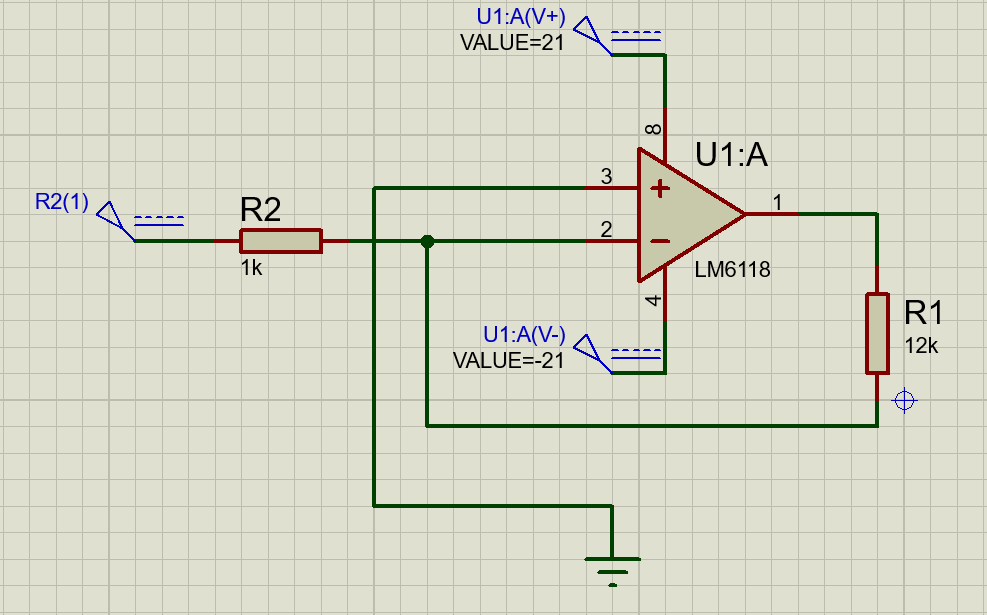 U1:A(V+)
VALUE=21
8
U1:A
3
R2(1)
R2
1
2
1k
LM6118
4
R1
U1:A(V-)
12k
VALUE=-21